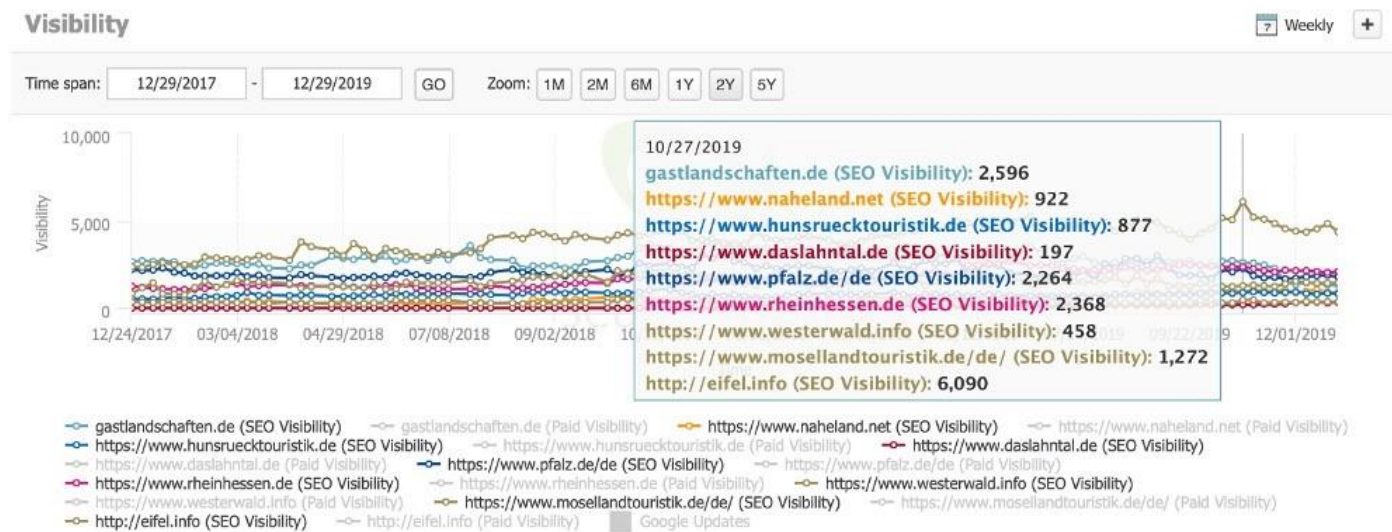 Visibility
7 Weekly +
Time span: 12/29/2017 - 12/29/2019 GO Zoom: 1M 2M 6M 1Y 2Y 5Y
10,000
5,000
0
Visibility
10/27/2019
gastlandschaften.de (SEO Visibility): 2,596
https://www.naheland.net (SEO Visibility): 922
https://www.hunsruecktouristik.de (SEO Visibility): 877
https://www.daslahntal.de (SEO Visibility): 197
https://www.pfalz.de/de (SEO Visibility): 2,264
https://www.rheinhessen.de (SEO Visibility): 2,368
https://www.westerwald.info (SEO Visibility): 458
https://www.mosellandtouristik.de/de/ (SEO Visibility): 1,272
http://eifel.info (SEO Visibility): 6,090
12/24/2017 03/04/2018 04/29/2018 07/08/2018 09/02/2018 09/22/2019 12/01/2019
gastlandschaften.de (SEO Visibility) gastlandschaften.de (Paid Visibility) https://www.naheland.net (SEO Visibility) https://www.naheland.net (Paid Visibility)
https://www.hunsruecktouristik.de (SEO Visibility) https://www.hunsruecktouristik.de (Paid Visibility) https://www.daslahntal.de (SEO Visibility)
https://www.daslahntal.de (Paid Visibility) https://www.pfalz.de/de (SEO Visibility) https://www.pfalz.de/de (Paid Visibility)
https://www.rheinhessen.de (SEO Visibility) https://www.rheinhessen.de (Paid Visibility) https://www.westerwald.info (SEO Visibility)
https://www.westerwald.info (Paid Visibility) https://www.mosellandtouristik.de/de/ (SEO Visibility) https://www.mosellandtouristik.de/de/ (Paid Visibility)
http://eifel.info (SEO Visibility) http://eifel.info (Paid Visibility) Google Updates